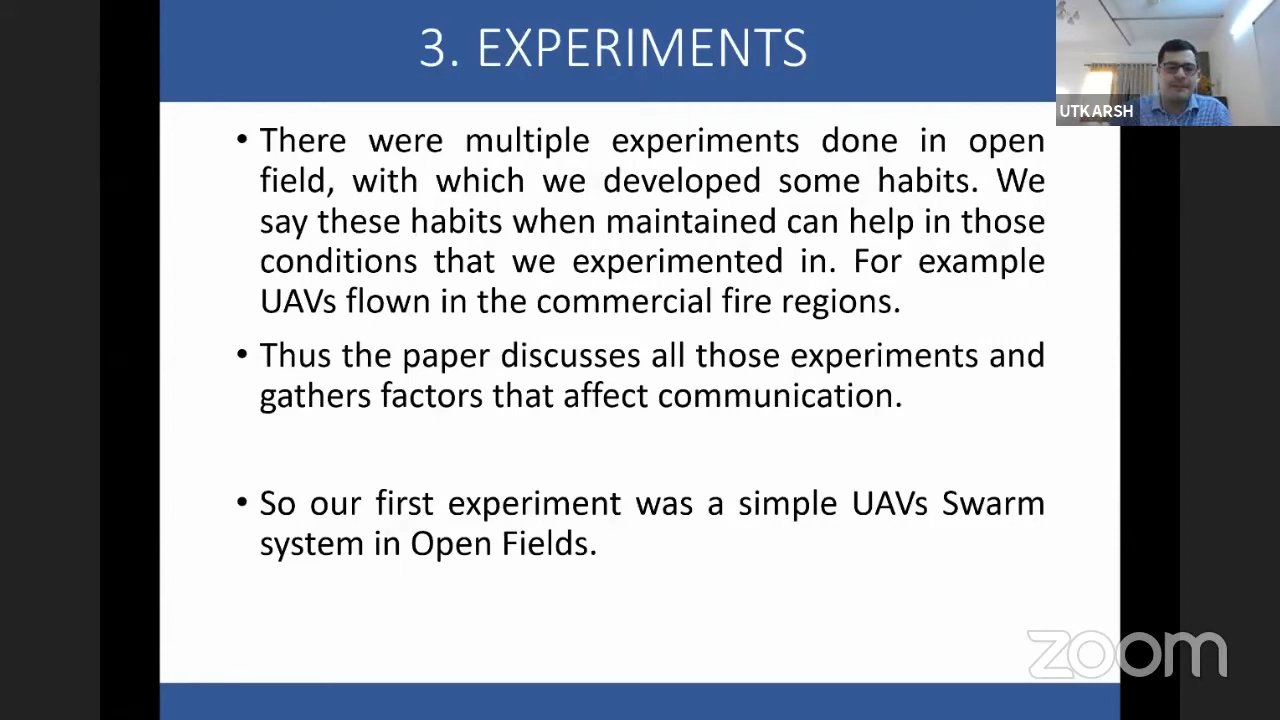 3. EXPERIMENTS
UTKARSH
• There were multiple experiments done in open
field, with which we developed some habits. We
say these habits when maintained can help in those
conditions that we experimented in. For example
UAVs flown in the commercial fire regions.
• Thus the paper discusses all those experiments and
gathers factors that affect communication.
• So our first experiment was a simple UAVs Swarm
system in Open Fields.
zoom